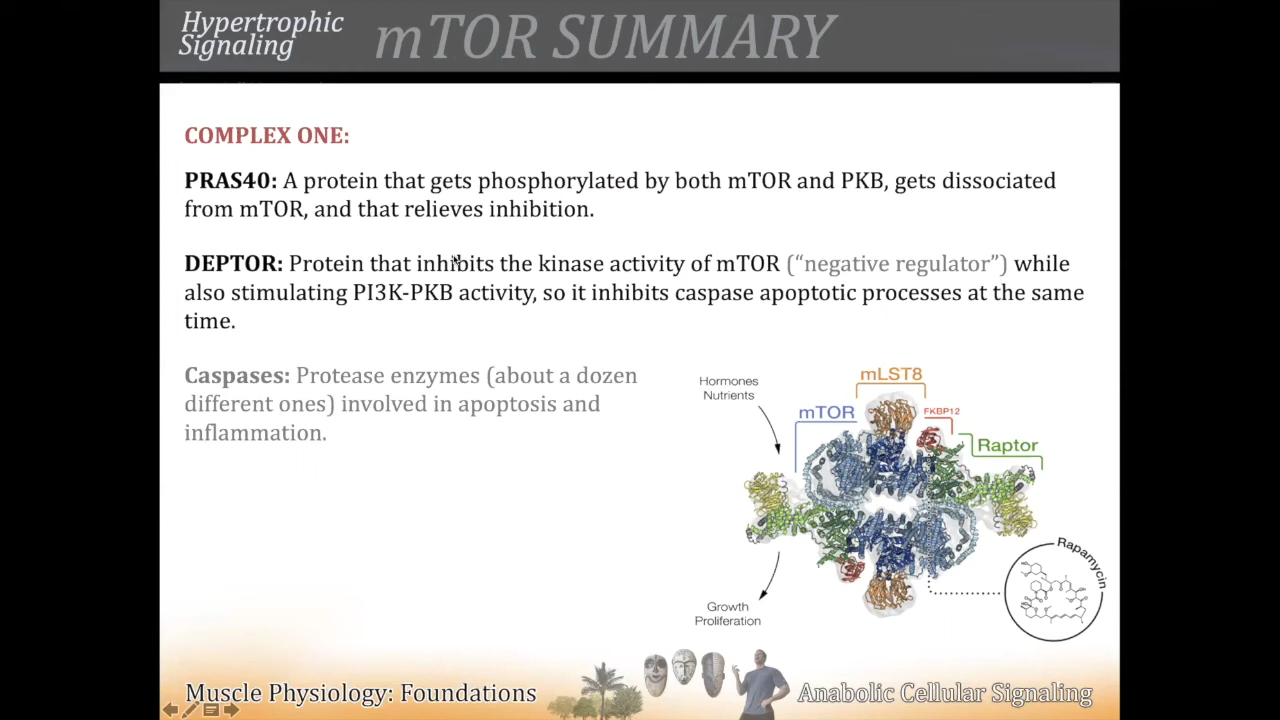 Hypertrophic
Signaling
mTOR SUMMARY
COMPLEX ONE:
PRAS40: A protein that gets phosphorylated by both mTOR and PKB, gets dissociated
from mTOR, and that relieves inhibition.
DEPTOR: Protein that inhibits the kinase activity of mTOR (“negative regulator”) while
also stimulating PI3K-PKB activity, so it inhibits caspase apoptotic processes at the same
time.
Caspases: Protease enzymes (about a dozen
different ones) involved in apoptosis and
inflammation.
Hormones
Nutrients
mLST8
mTOR
FKBP12
Raptor
Rapamycin
Growth
Proliferation
Muscle Physiology: Foundations
Anabolic Cellular Signaling